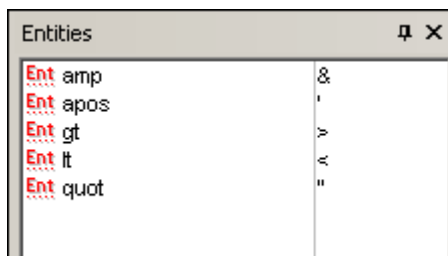 Entities
Ent amp &
Ent apos '
Ent gt >
Ent lt <
Ent quot "